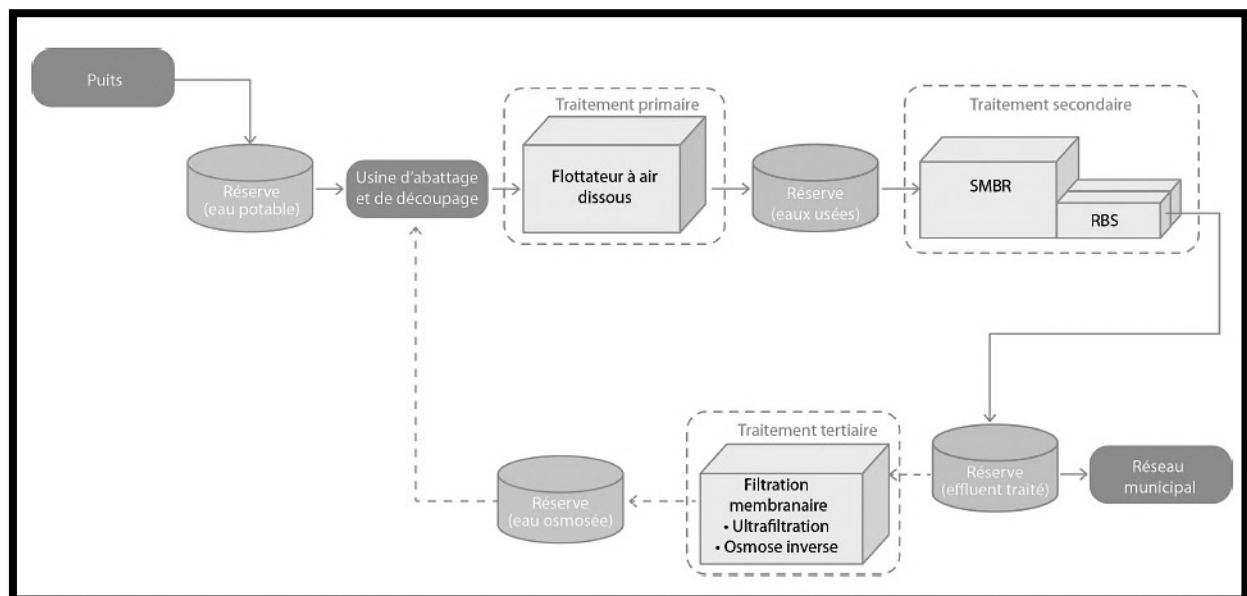 Puits
Traitement primaire
Traitement secondaire
Réserve
(eau potable)
Usine d'abattage
et de découpage
Flottateur à air
dissous
Réserve
(eaux usées)
SMBR
RBS
Traitement tertiaire
Réserve
(eau osmosée)
Filtration
membranaire
• Ultrafiltration
• Osmose inverse
Réserve
(effluent traité)
Réseau
municipal